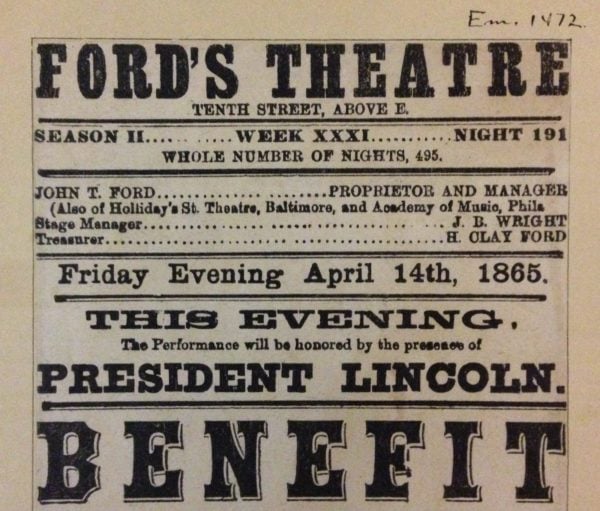 Em. 1472.
FORD'S THEATRE
TENTH STREET, ABOVE E.
SEASON II............WEEK XXXI..........NIGHT 191
WHOLE NUMBER OF NIGHTS, 495.
JOHN T. FORD........................PROPRIETOR AND MANAGER
(Also of Holliday's St. Theatre, Baltimore, and Academy of Music, Phila
Stage Manager........................................J. B. WRIGHT
Treasurer........................................H. CLAY FORD
Friday Evening April 14th, 1865.
THIS EVENING,
The Performance will be honored by the presence of
PRESIDENT LINCOLN.
BENEFIT